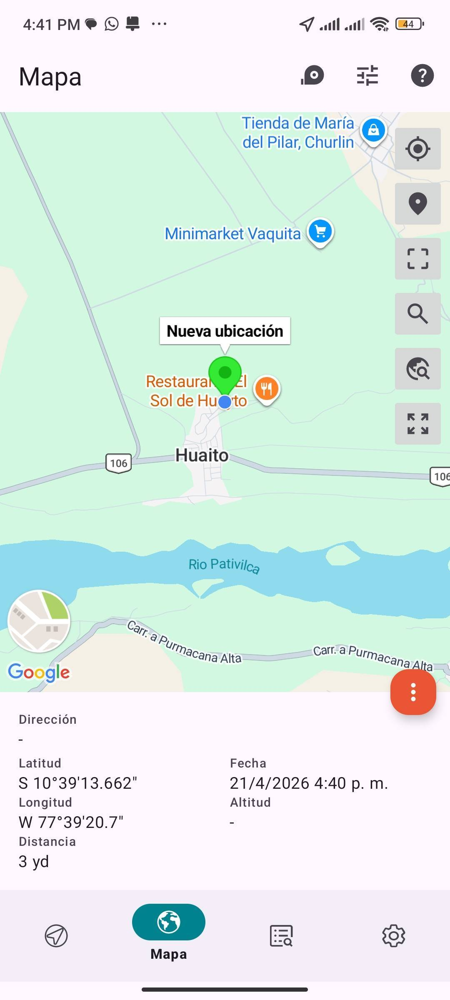 4:41 PM
44
Mapa
Tienda de María
del Pilar, Churlin
Minimarket Vaquita
Nueva ubicación
Restauran El
Sol de Hu yto
Huaito
106
106
Rio Pativilca
Carr. a Purmacana Alta
Carr. a Purmacana Alta
Google
Dirección
-
Latitud
S 10°39'13.662"
Fecha
21/4/2026 4:40 p. m.
Longitud
W 77°39'20.7"
Altitud
-
Distancia
3 yd
Mapa